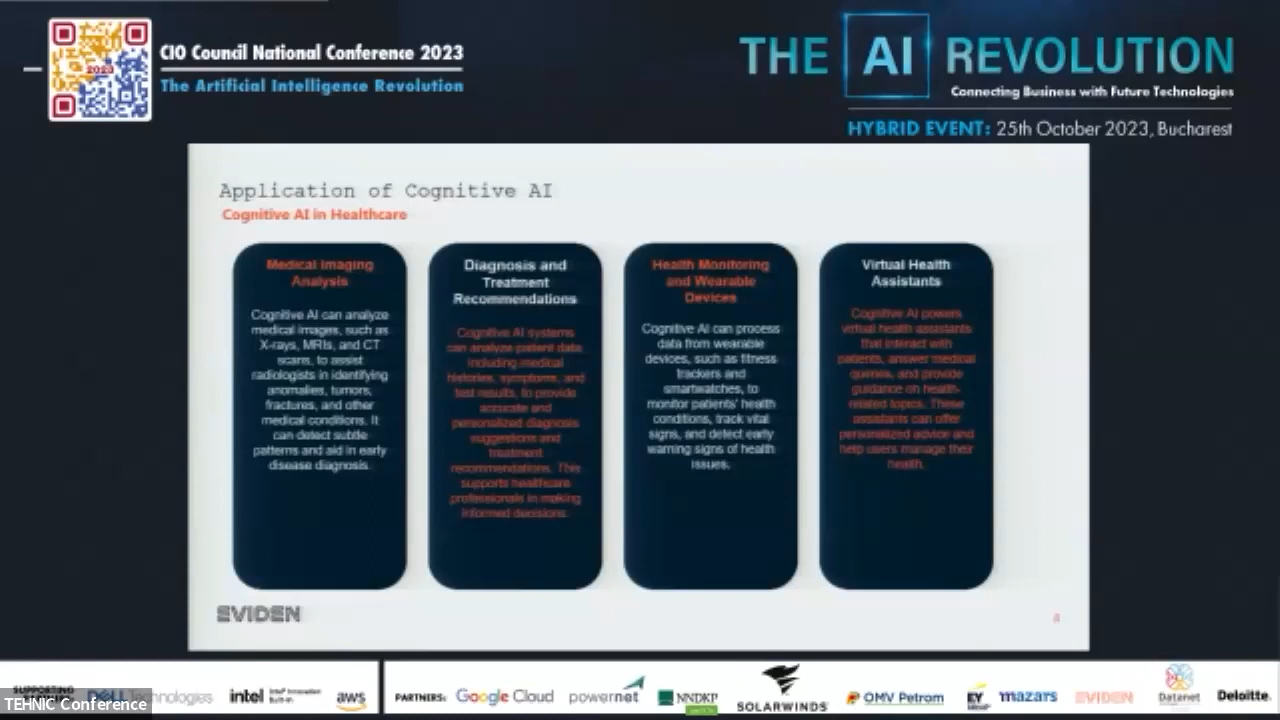 CIO Council National Conference 2023
The Artificial Intelligence Revolution
2023
THE AI REVOLUTION
Connecting Business with Future Technologies
HYBRID EVENT: 25th October 2023, Bucharest
Application of Cognitive AI
Cognitive AI in Healthcare
Medical Imaging
Analysis
Cognitive AI can analyze
medical images, such as
X-rays, MRIs, and CT
scans, to assist
radiologists in identifying
anomalies, tumors,
fractures, and other
medical conditions. It
can detect subtle
patterns and aid in early
disease diagnosis.
Diagnosis and
Treatment
Recommendations
Cognitive AI systems
can analyze patient data,
including medical
histories, symptoms, and
test results, to provide
accurate and
personalized diagnosis
suggestions and
treatment
recommendations. This
supports healthcare
professionals in making
informed decisions.
Health Monitoring
and Wearable
Devices
Cognitive AI can process
data from wearable
devices, such as fitness
trackers and
smartwatches, to
monitor patients' health
conditions, track vital
signs, and detect early
warning signs of health
issues.
Virtual Health
Assistants
Cognitive AI powers
virtual health assistants
that interact with
patients, answer medical
queries, and provide
guidance on health-
related topics. These
assistants can offer
personalized advice and
help users manage their
health.
EVIDEN
SUPPORTING
DELL Technologies
intel
aws
PARTNERS:
Google Cloud
powernet
NNDKP
SOLARWINDS
OMV Petrom
EY
mazars
EVIDEN
Datanet
Deloitte.
TEHNIC Conference